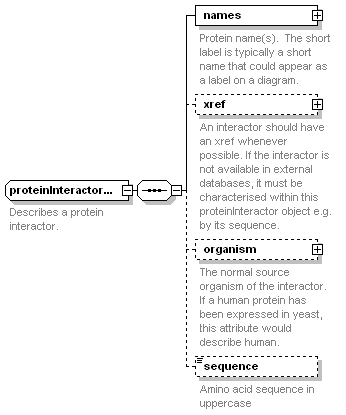 names
Protein name(s). The short
label is typically a short
name that could appear as
a label on a diagram.
xref
An interactor should have
an xref whenever
possible. If the interactor is
not available in external
databases, it must be
characterised within this
proteinInteractor object e.g.
by its sequence.
proteinInteractor...
Describes a protein
interactor.
organism
The normal source
organism of the interactor.
If a human protein has
been expressed in yeast,
this attribute would
describe human.
sequence
Amino acid sequence in
uppercase